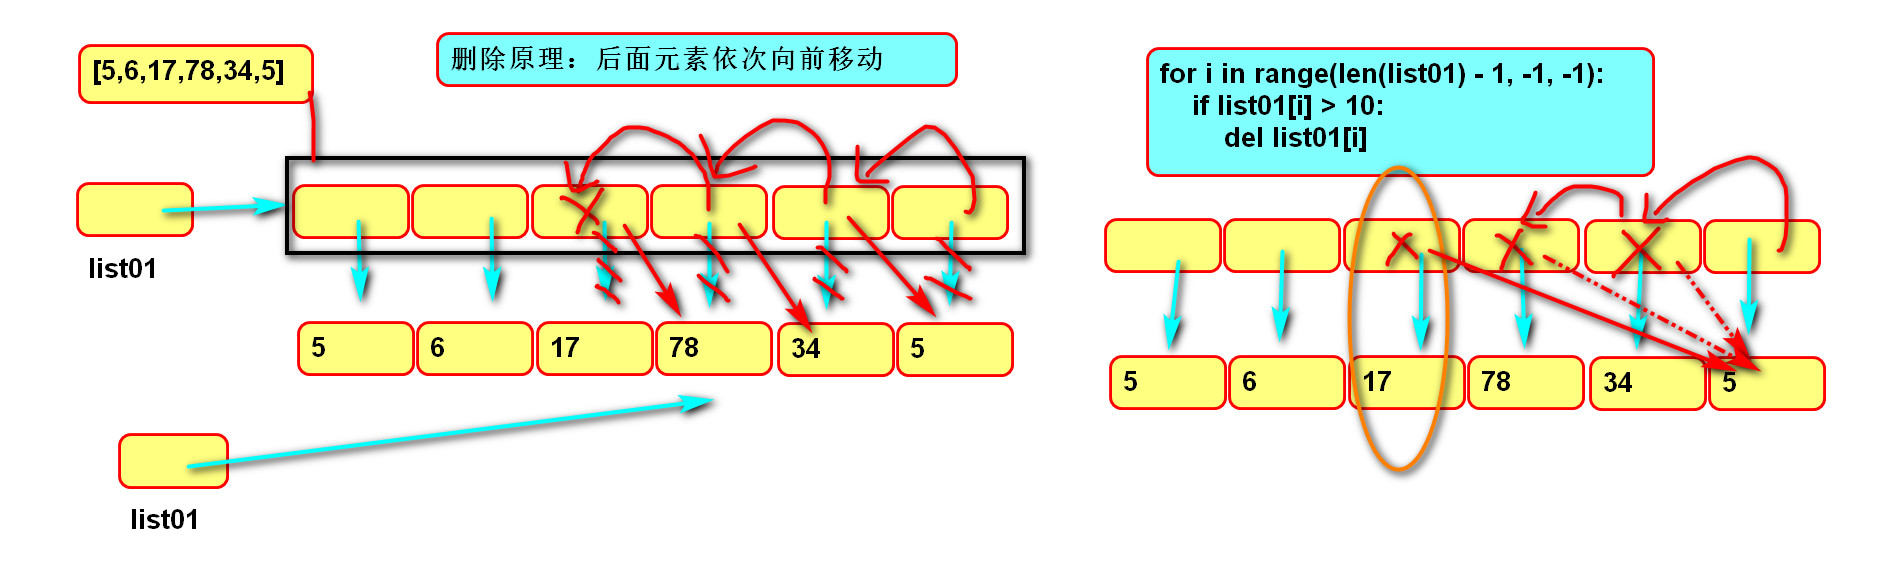 [5,6,17,78,34,5]
删除原理：后面元素依次向前移动
list01
5
6
17
78
34
5
list01
for i in range(len(list01) - 1, -1, -1):
if list01[i] > 10:
del list01[i]
5
6
17
78
34
5